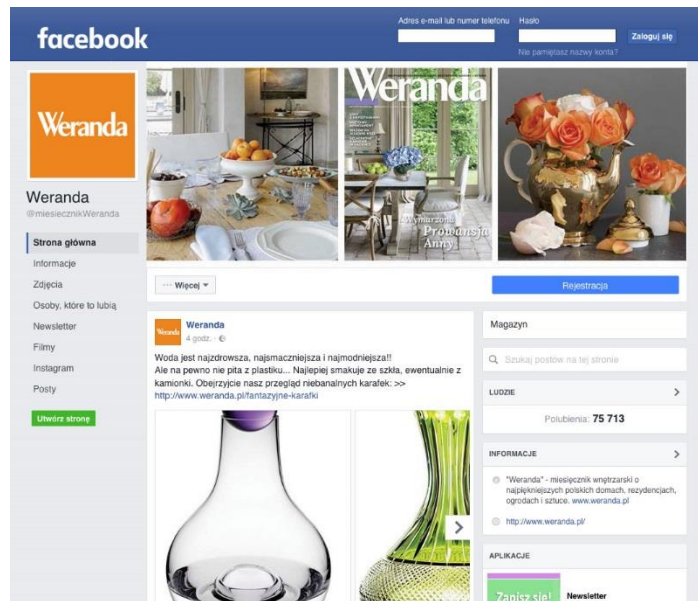 facebook
Adres e-mail lub numer telefonu
Hasło
Zaloguj się
Nie pamiętasz nazwy konta?
Weranda
Weranda
@miesiecznikWeranda
Strona główna
Informacje
Zdjęcia
Osoby, które to lubią
Newsletter
Filmy
Instagram
Posty
Utwórz stronę
Weranda
Wymarzona
Prowansja
Anny
··· Więcej
Rejestracja
Weranda
Weranda
4 godz. ·
Woda jest najzdrowsza, najsmaczniejsza i najmodniejsza!!
Ale na pewno nie pita z plastiku... Najlepiej smakuje ze szkła, ewentualnie z
kamionki. Obejrzyjcie nasz przegląd niebanalnych karafek: >>
http://www.weranda.pl/fantazyjne-karafki
Magazyn
Szukaj postów na tej stronie
LUDZIE
Polubienia: 75 713
INFORMACJE
"Weranda" - miesięcznik wnętrzarski o
najpiękniejszych polskich domach, rezydencjach,
ogrodach i sztuce. www.weranda.pl
http://www.weranda.pl/
APLIKACJE
Zapisz się!
Newsletter